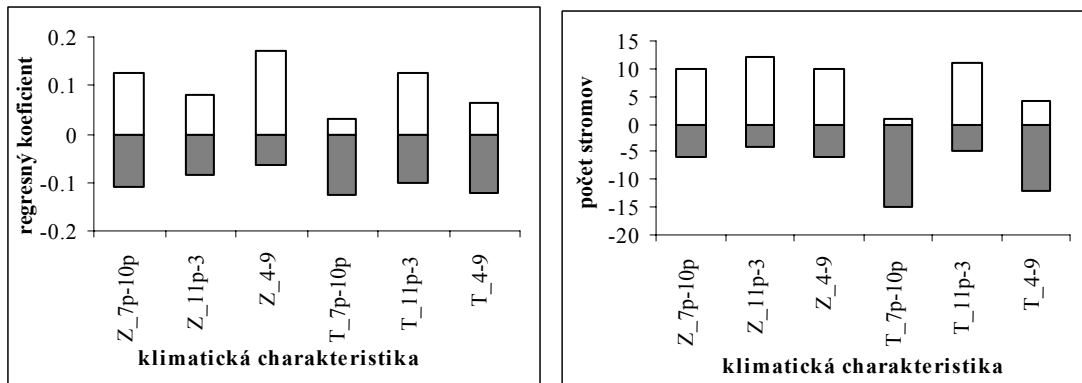 regresný koeficient
0.2
0.1
0
-0.1
-0.2
Z_7p-10p
Z_11p-3
Z_4-9
T_7p-10p
T_11p-3
T_4-9
klimatická charakteristika
počet stromov
15
10
5
0
-5
-10
-15
-20
Z_7p-10p
Z_11p-3
Z_4-9
T_7p-10p
T_11p-3
T_4-9
klimatická charakteristika